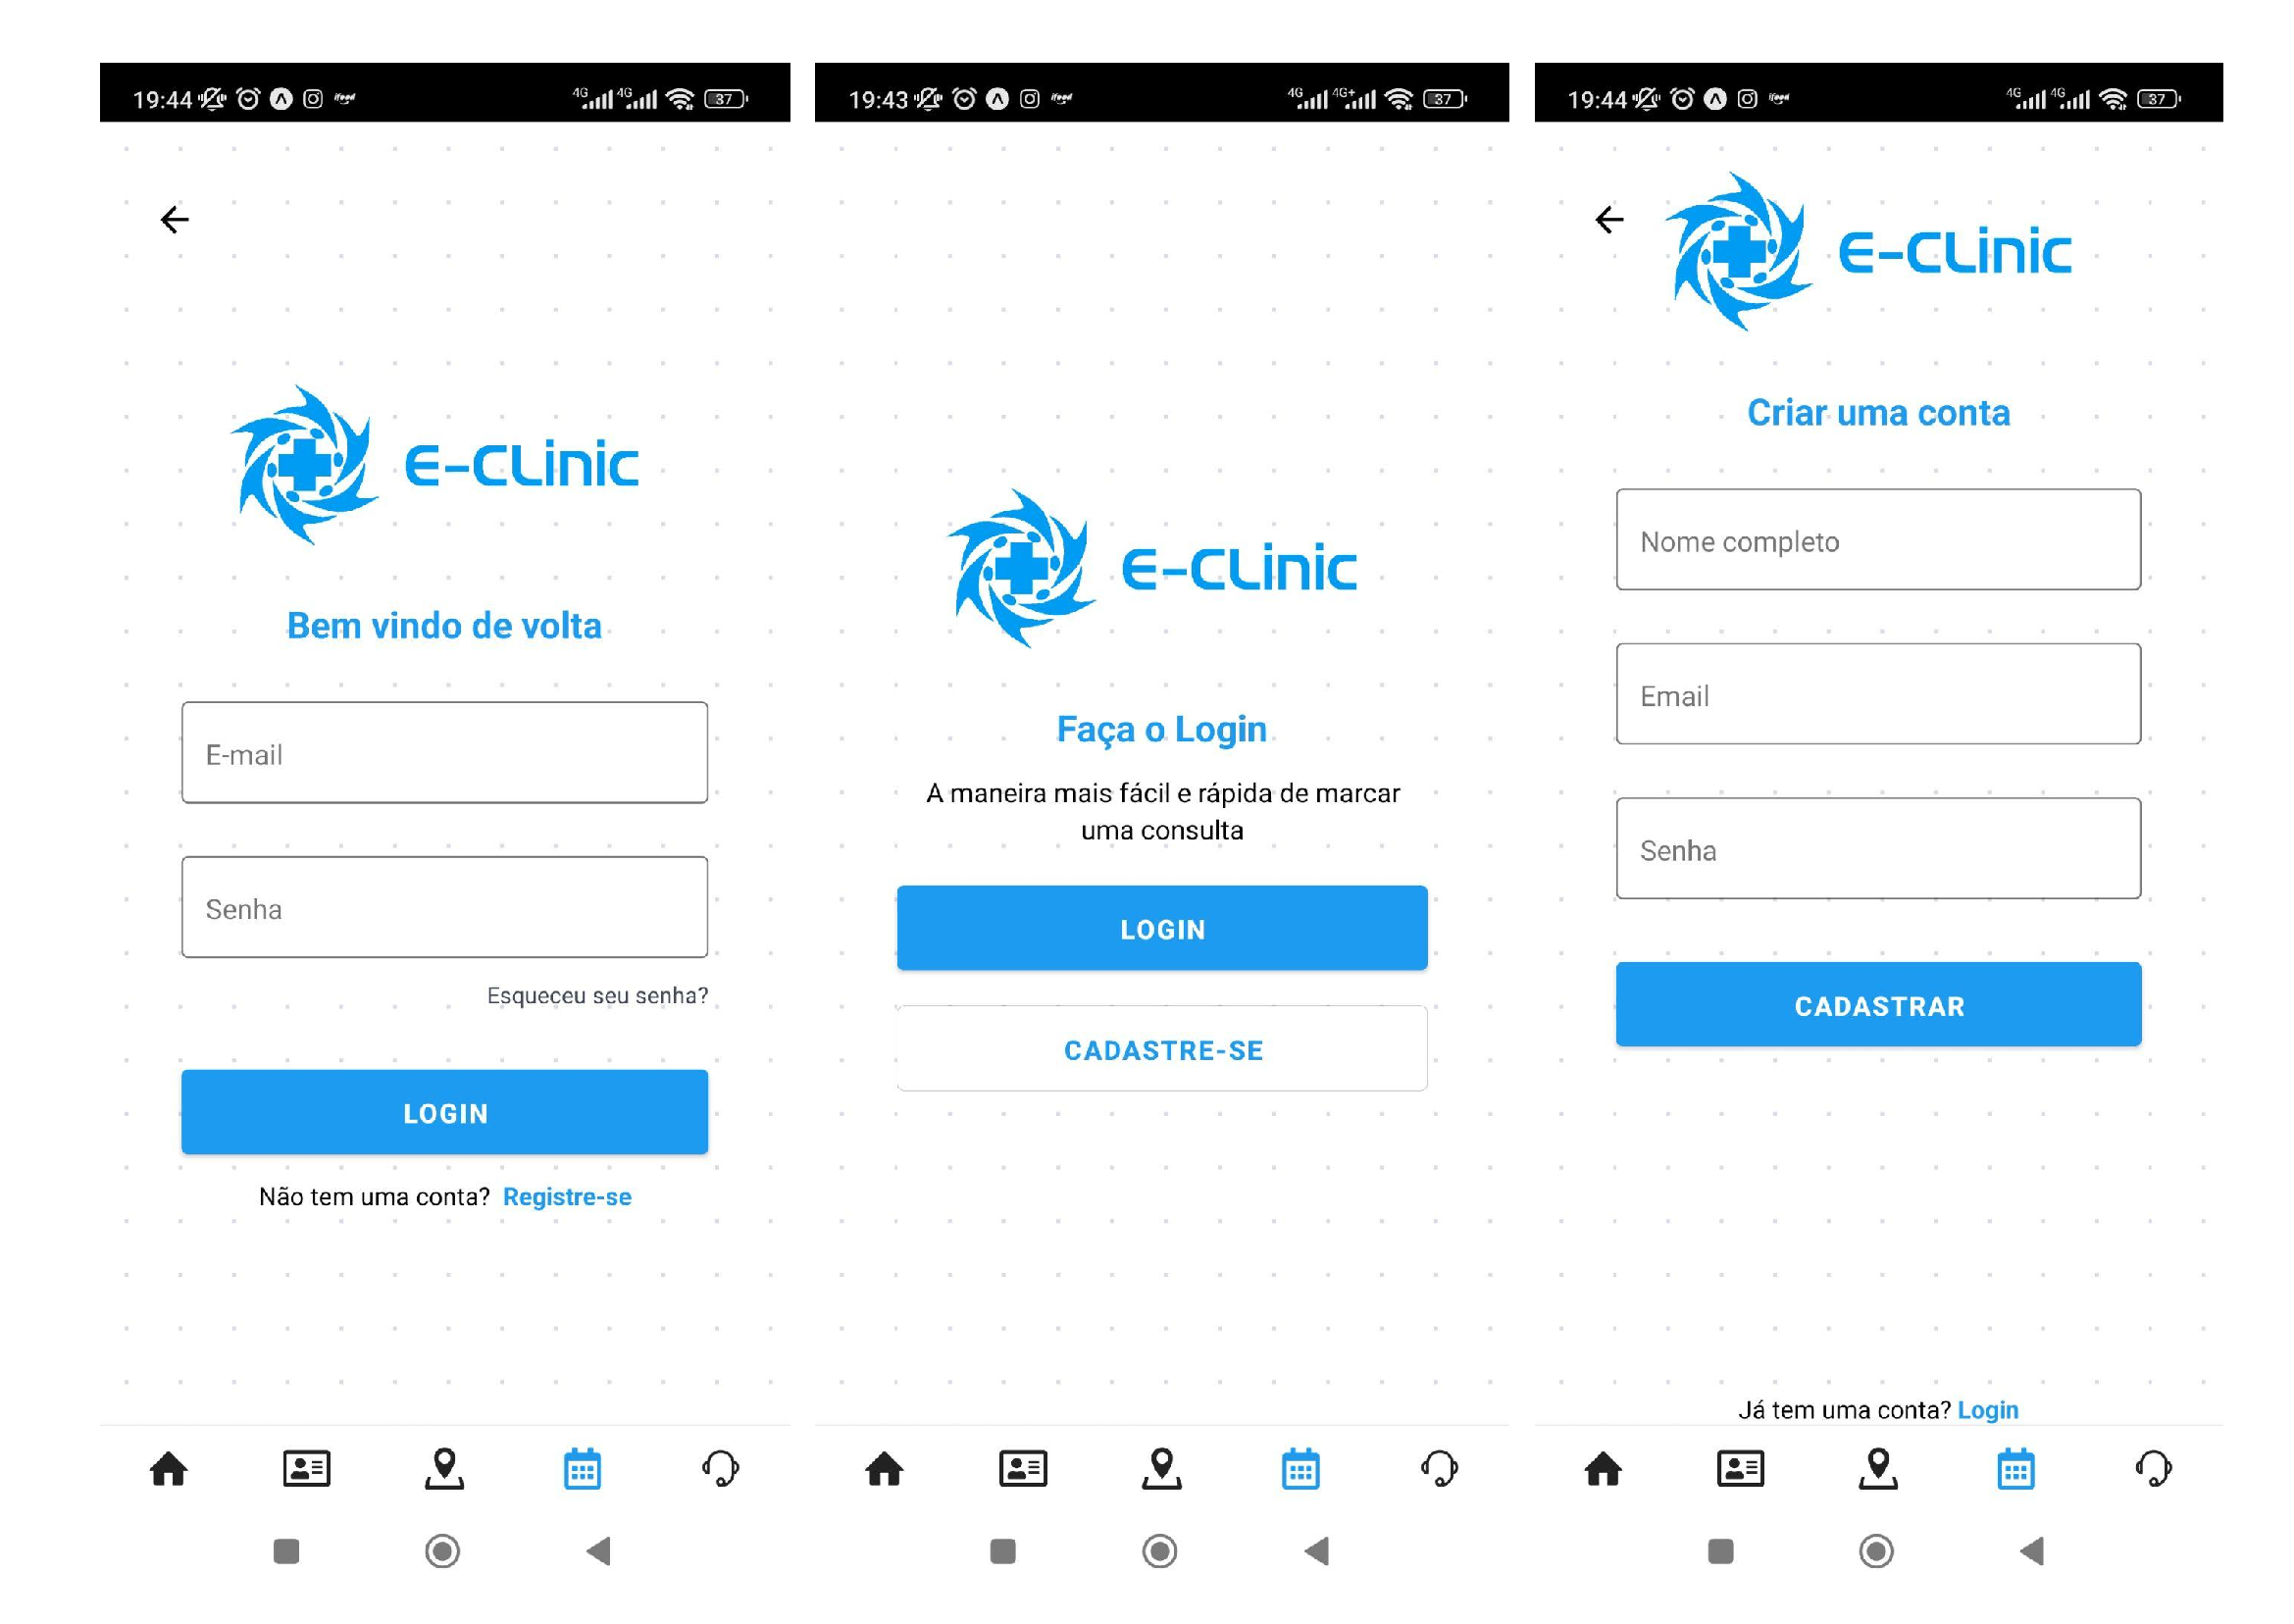 19:44
4G 4G 37
E-CLinic
Bem vindo de volta
E-mail
Senha
Esqueceu seu senha?
LOGIN
Não tem uma conta? Registre-se
19:43
4G 4G+ 37
E-CLinic
Faça o Login
A maneira mais fácil e rápida de marcar
uma consulta
LOGIN
CADASTRE-SE
19:44
4G 4G 37
E-CLinic
Criar uma conta
Nome completo
Email
Senha
CADASTRAR
Já tem uma conta? Login